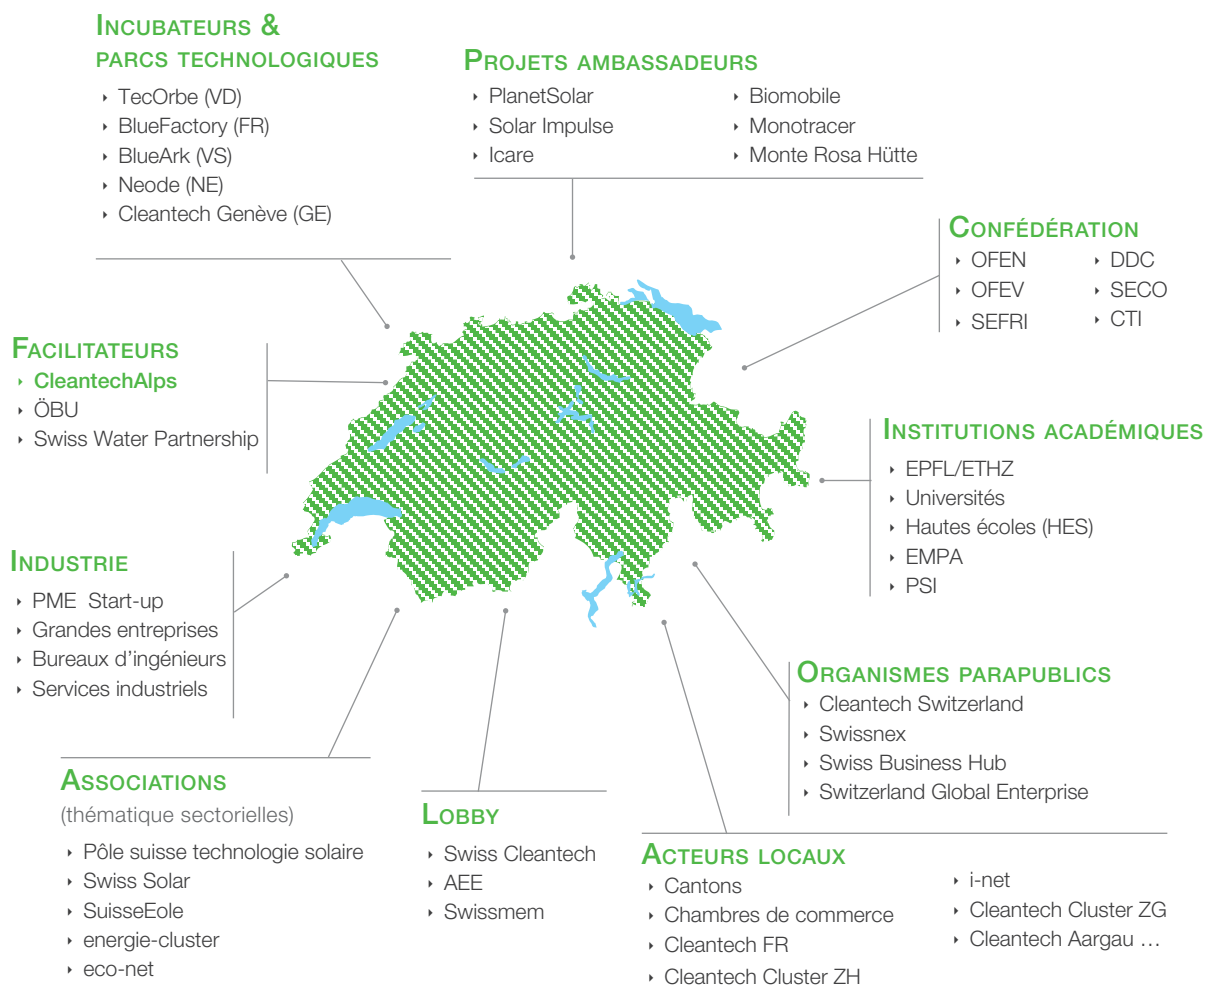 Incubateurs &
parcs technologiques
‣ TecOrbe (VD)
‣ BlueFactory (FR)
‣ BlueArk (VS)
‣ Neode (NE)
‣ Cleantech Genève (GE)
Projets ambassadeurs
‣ PlanetSolar
‣ Solar Impulse
‣ Icare
‣ Biomobile
‣ Monotracer
‣ Monte Rosa Hütte
Confédération
‣ OFEN
‣ OFEV
‣ SEFRI
‣ DDC
‣ SECO
‣ CTI
Facilitateurs
‣ CleantechAlps
‣ ÖBU
‣ Swiss Water Partnership
Institutions académiques
‣ EPFL/ETHZ
‣ Universités
‣ Hautes écoles (HES)
‣ EMPA
‣ PSI
Industrie
‣ PME Start-up
‣ Grandes entreprises
‣ Bureaux d'ingénieurs
‣ Services industriels
Organismes parapublics
‣ Cleantech Switzerland
‣ Swissnex
‣ Swiss Business Hub
‣ Switzerland Global Enterprise
Associations
(thématique sectorielles)
‣ Pôle suisse technologie solaire
‣ Swiss Solar
‣ SuisseEole
‣ energie-cluster
‣ eco-net
Lobby
‣ Swiss Cleantech
‣ AEE
‣ Swissmem
Acteurs locaux
‣ Cantons
‣ Chambres de commerce
‣ Cleantech FR
‣ Cleantech Cluster ZH
‣ i-net
‣ Cleantech Cluster ZG
‣ Cleantech Aargau …